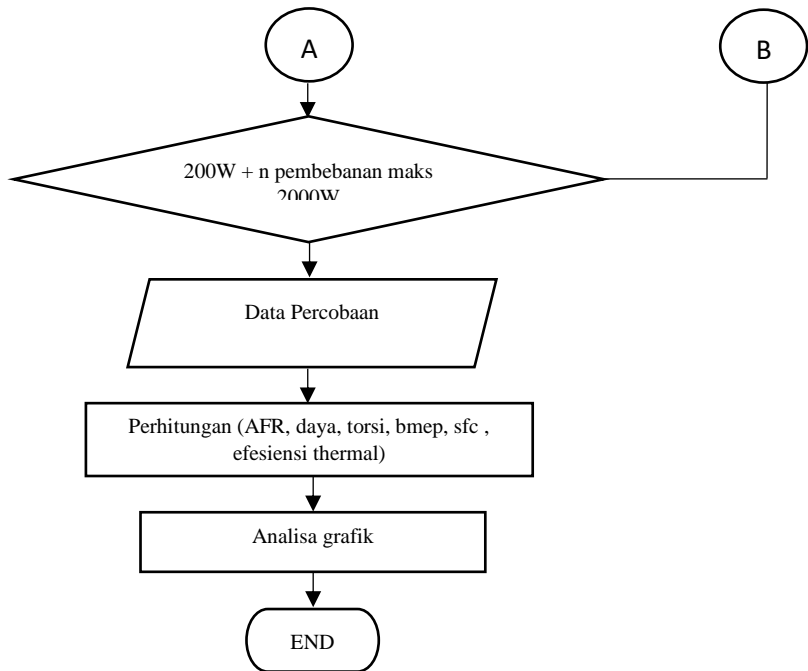 A
B
200W + n pembebanan maks
2000W
Data Percobaan
Perhitungan (AFR, daya, torsi, bmep, sfc ,
efesiensi thermal)
Analisa grafik
END